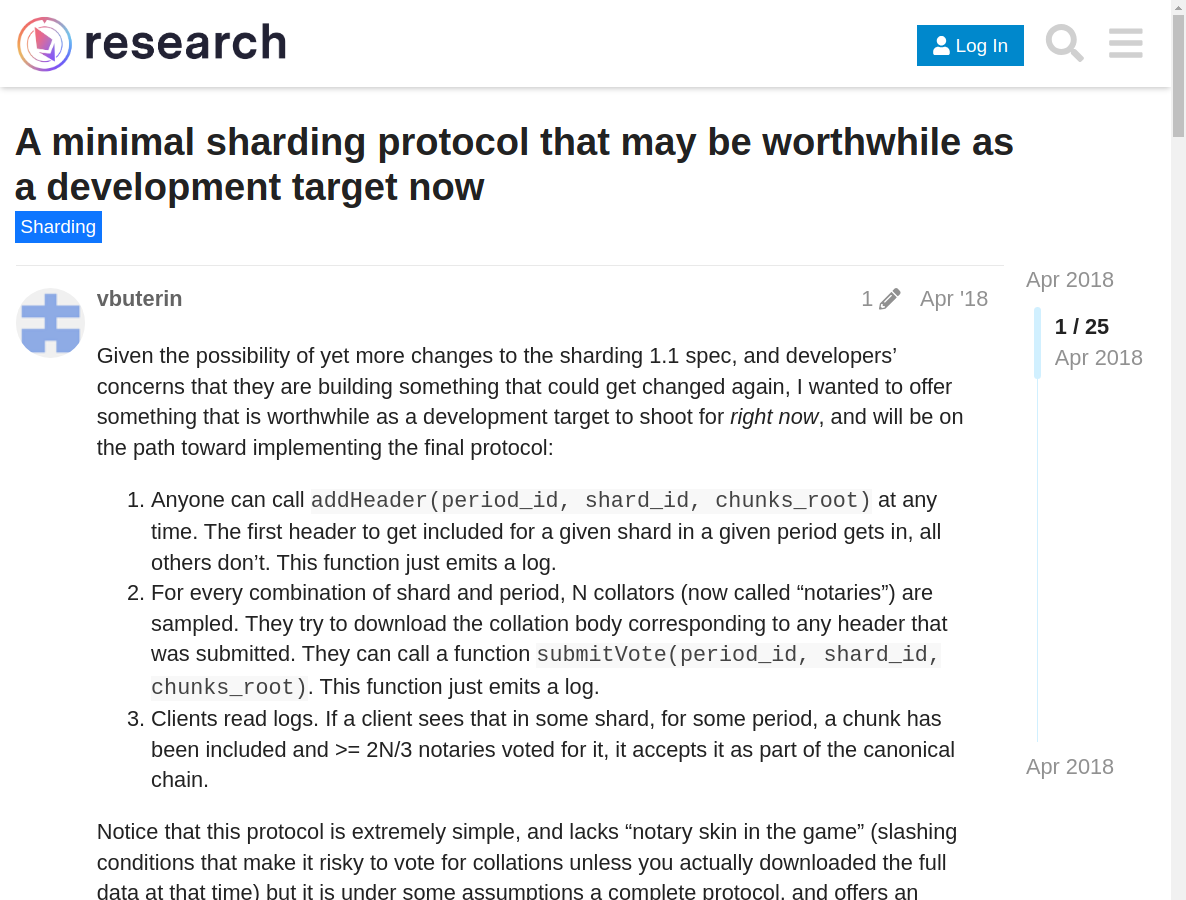 research
Log In
A minimal sharding protocol that may be worthwhile as
a development target now
Sharding
vbuterin
1
Apr '18
Given the possibility of yet more changes to the sharding 1.1 spec, and developers’
concerns that they are building something that could get changed again, I wanted to offer
something that is worthwhile as a development target to shoot for right now, and will be on
the path toward implementing the final protocol:
1. Anyone can call addHeader(period_id, shard_id, chunks_root) at any
time. The first header to get included for a given shard in a given period gets in, all
others don’t. This function just emits a log.
2. For every combination of shard and period, N collators (now called “notaries”) are
sampled. They try to download the collation body corresponding to any header that
was submitted. They can call a function submitVote(period_id, shard_id,
chunks_root). This function just emits a log.
3. Clients read logs. If a client sees that in some shard, for some period, a chunk has
been included and >= 2N/3 notaries voted for it, it accepts it as part of the canonical
chain.
Notice that this protocol is extremely simple, and lacks “notary skin in the game” (slashing
conditions that make it risky to vote for collations unless you actually downloaded the full
data at that time) but it is under some assumptions a complete protocol, and offers an
Apr 2018
1 / 25
Apr 2018
Apr 2018